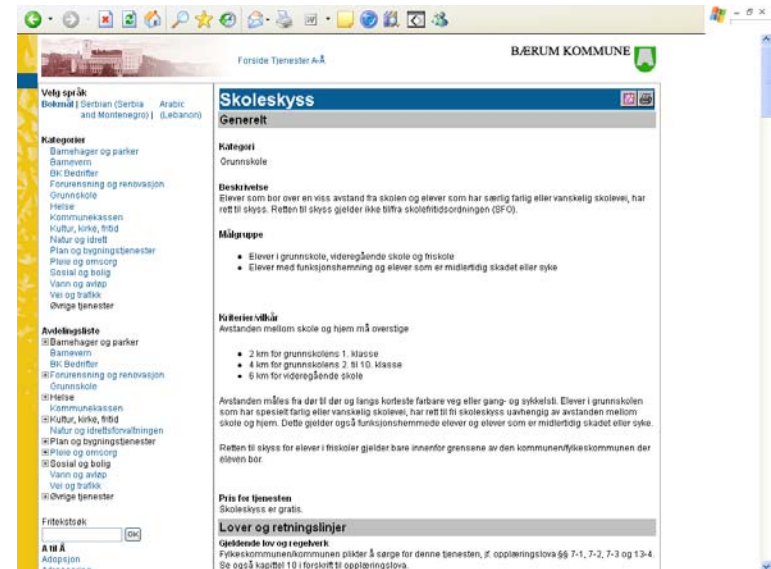 Forside Tjenester A-Å
BÆRUM KOMMUNE
Velg språk
Bokmål | Serbian (Serbia and Montenegro) | Arabic (Lebanon)
Kategorier
Barnehager og parker
Barnevern
BK Bedrifter
Forurensning og renovasjon
Grunnskole
Helse
Kommunekassen
Kultur, kirke, fritid
Natur og idrett
Plan og bygningstjenester
Pleie og omsorg
Sosial og bolig
Vann og avløp
Vei og trafikk
Øvrige tjenester
Avdelingsliste
Barnehager og parker
Barnevern
BK Bedrifter
Forurensning og renovasjon
Grunnskole
Helse
Kommunekassen
Kultur, kirke, fritid
Natur og idrettsforvaltningen
Plan og bygningstjenester
Pleie og omsorg
Sosial og bolig
Vann og avløp
Vei og trafikk
Øvrige tjenester
Fritekstsøk
OK
A til Å
Adopsjon
Skoleskyss
Generelt
Kategori
Grunnskole
Beskrivelse
Elever som bor over en viss avstand fra skolen og elever som har særlig farlig eller vanskelig skolevei, har
rett til skyss. Retten til skyss gjelder ikke til/fra skolefritidsordningen (SFO).
Målgruppe
Elever i grunnskole, videregående skole og friskole
Elever med funksjonshemning og elever som er midlertidig skadet eller syke
Kriterier/vilkår
Avstanden mellom skole og hjem må overstige
2 km for grunnskolens 1. klasse
4 km for grunnskolens 2. til 10. klasse
6 km for videregående skole
Avstanden måles fra dør til dør og langs korteste farbare veg eller gang- og sykkelsti. Elever i grunnskolen
som har spesielt farlig eller vanskelig skolevei, har rett til fri skoleskyss uavhengig av avstanden mellom
skole og hjem. Dette gjelder også funksjonshemmede elever og elever som er midlertidig skadet eller syke.
Retten til skyss for elever i friskoler gjelder bare innenfor grensene av den kommunen/fylkeskommunen der
eleven bor.
Pris for tjenesten
Skoleskyss er gratis.
Lover og retningslinjer
Gjeldende lov og regelverk
Fylkeskommunen/kommunen plikter å sørge for denne tjenesten, jf. opplæringslova §§ 7-1, 7-2, 7-3 og 13-4.
Se også kapittel 10 i forskrift til opplæringslova.